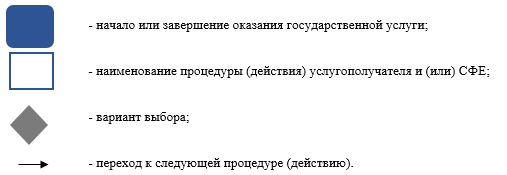 - начало или завершение оказания государственной услуги;
- наименование процедуры (действия) услугополучателя и (или) СФЕ;
- вариант выбора;
- переход к следующей процедуре (действию).